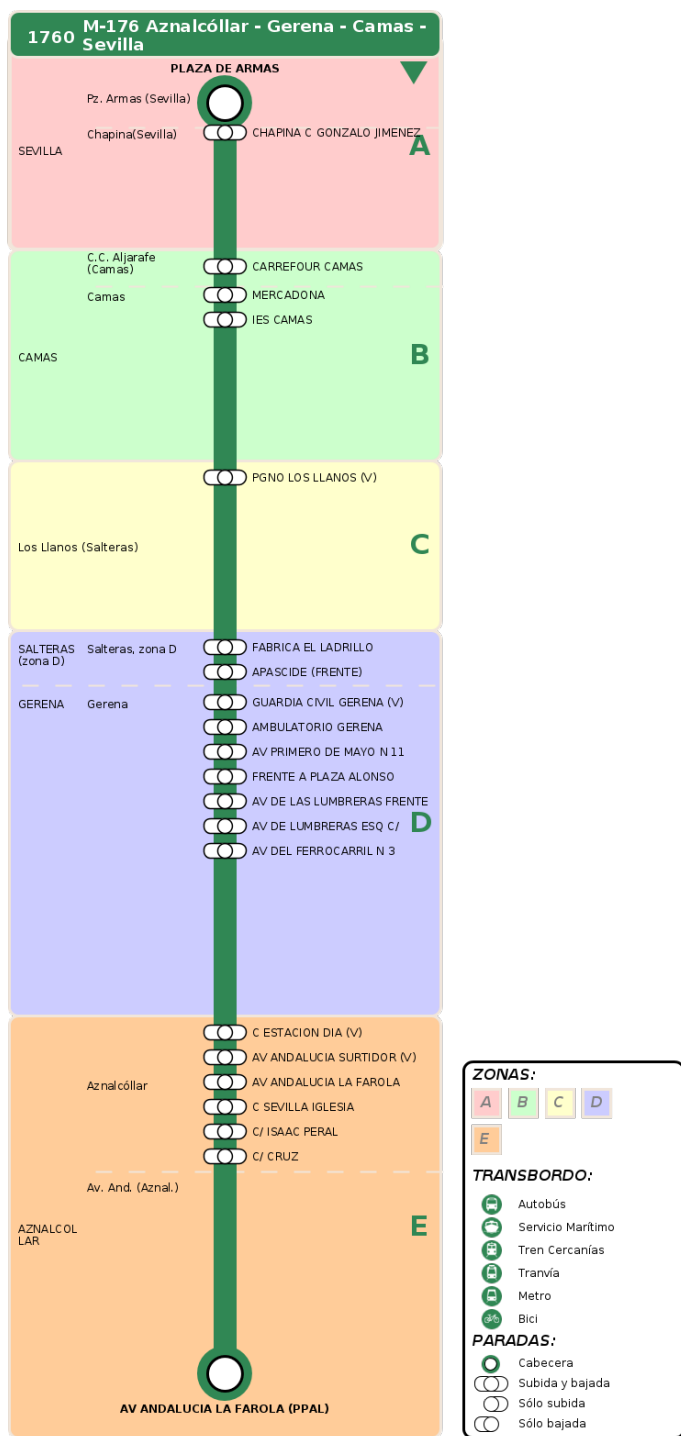 1760
M-176 Aznalcóllar - Gerena - Camas -
Sevilla
PLAZA DE ARMAS
Pz. Armas (Sevilla)
Chapina(Sevilla)
CHAPINA C GONZALO JIMENEZ
SEVILLA
A
C.C. Aljarafe
(Camas)
CARREFOUR CAMAS
Camas
MERCADONA
IES CAMAS
CAMAS
B
PGNO LOS LLANOS (V)
Los Llanos (Salteras)
C
SALTERAS
(zona D)
Salteras, zona D
FABRICA EL LADRILLO
APASCIDE (FRENTE)
GERENA
Gerena
GUARDIA CIVIL GERENA (V)
AMBULATORIO GERENA
AV PRIMERO DE MAYO N 11
FRENTE A PLAZA ALONSO
AV DE LAS LUMBRERAS FRENTE
AV DE LUMBRERAS ESQ C/
D
AV DEL FERROCARRIL N 3
C ESTACION DIA (V)
AV ANDALUCIA SURTIDOR (V)
Aznalcóllar
AV ANDALUCIA LA FAROLA
C SEVILLA IGLESIA
C/ ISAAC PERAL
C/ CRUZ
Av. And. (Aznal.)
AZNALCOL
LAR
E
AV ANDALUCIA LA FAROLA (PPAL)
ZONAS:
A B C D
E
TRANSBORDO:
Autobús
Servicio Marítimo
Tren Cercanías
Tranvía
Metro
Bici
PARADAS:
Cabecera
Subida y bajada
Sólo subida
Sólo bajada